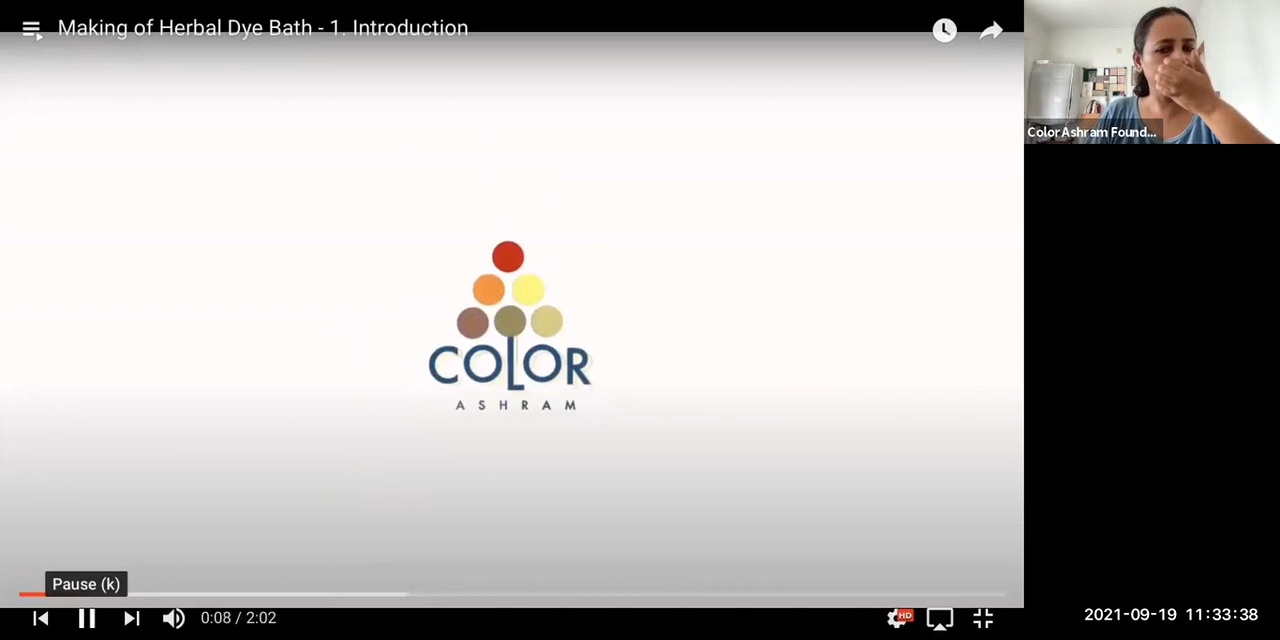 Making of Herbal Dye Bath - 1. Introduction
Color Ashram Found...
COLOR
ASHRAM
Pause (k)
0:08 / 2:02
HD
2021-09-19 11:33:38